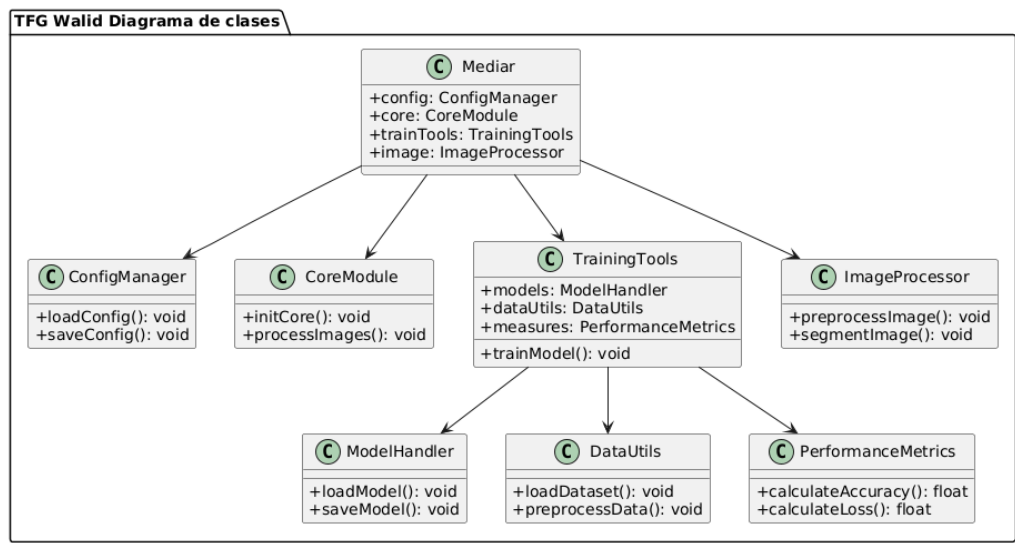 TFG Walid Diagrama de clases
C Mediar
+config: ConfigManager
+core: CoreModule
+trainTools: TrainingTools
+image: ImageProcessor
C ConfigManager
+loadConfig(): void
+saveConfig(): void
C CoreModule
+initCore(): void
+processImages(): void
C TrainingTools
+models: ModelHandler
+dataUtils: DataUtils
+measures: PerformanceMetrics
+trainModel(): void
C ImageProcessor
+preprocessImage(): void
+segmentImage(): void
C ModelHandler
+loadModel(): void
+saveModel(): void
C DataUtils
+loadDataset(): void
+preprocessData(): void
C PerformanceMetrics
+calculateAccuracy(): float
+calculateLoss(): float